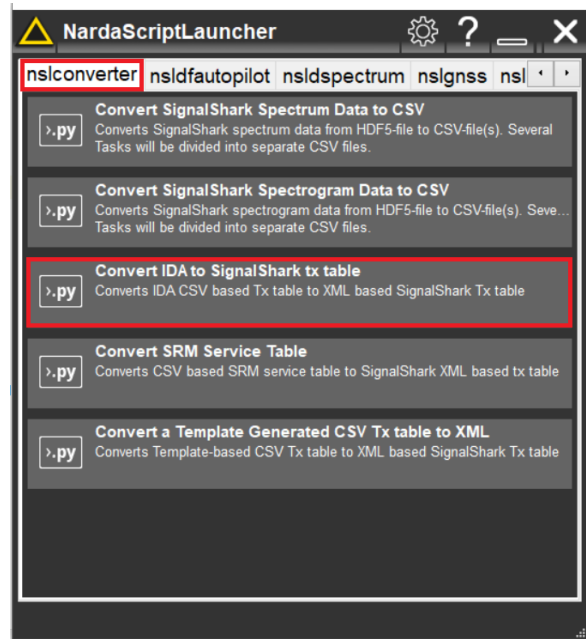 NardaScriptLauncher
nslconverter nsldfautopilot nsldspectrum nslgnss nsl
Convert SignalShark Spectrum Data to CSV
›.py
Converts SignalShark spectrum data from HDF5-file to CSV-file(s). Several
Tasks will be divided into separate CSV files.
Convert SignalShark Spectrogram Data to CSV
›.py
Converts SignalShark spectrogram data from HDF5-file to CSV-file(s). Seve...
Tasks will be divided into separate CSV files.
Convert IDA to SignalShark tx table
›.py
Converts IDA CSV based Tx table to XML based SignalShark Tx table
Convert SRM Service Table
›.py
Converts CSV based SRM service table to SignalShark XML based tx table
Convert a Template Generated CSV Tx table to XML
›.py
Converts Template-based CSV Tx table to XML based SignalShark Tx table